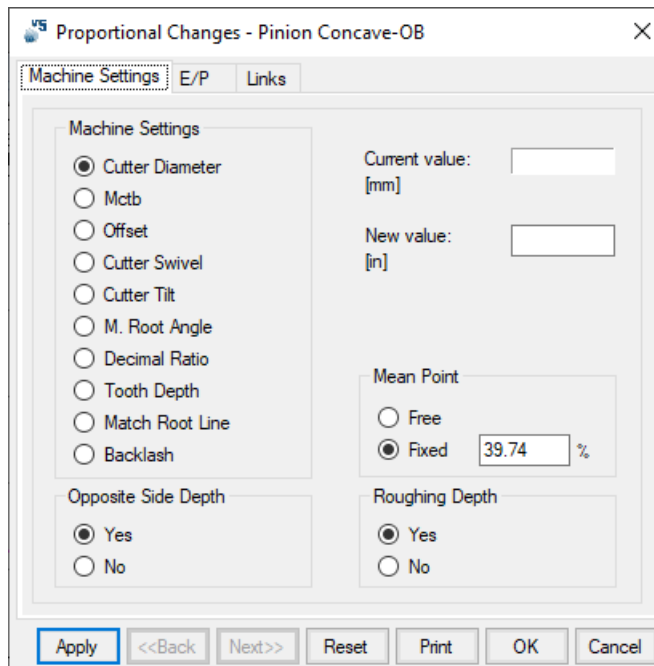 Proportional Changes - Pinion Concave-OB
Machine Settings
E/P
Links
Machine Settings
Cutter Diameter
Mctb
Offset
Cutter Swivel
Cutter Tilt
M. Root Angle
Decimal Ratio
Tooth Depth
Match Root Line
Backlash
Current value:
[mm]
New value:
[in]
Mean Point
Free
Fixed 39.74 %
Opposite Side Depth
Yes
No
Roughing Depth
Yes
No
Apply <<Back Next>> Reset Print OK Cancel